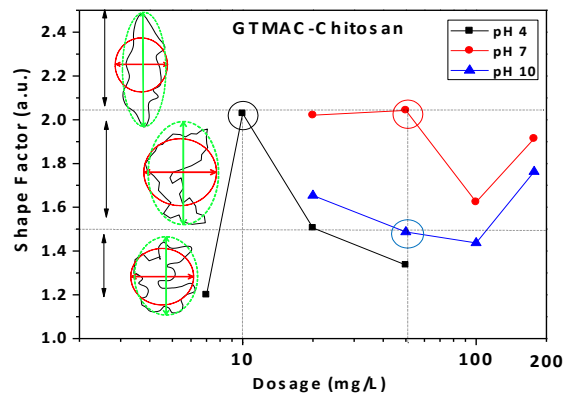 GTMAC-Chitosan
pH 4
pH 7
pH 10
Shape Factor (a.u.)
2.4
2.2
2.0
1.8
1.6
1.4
1.2
1.0
10
100
200
Dosage (mg/L)